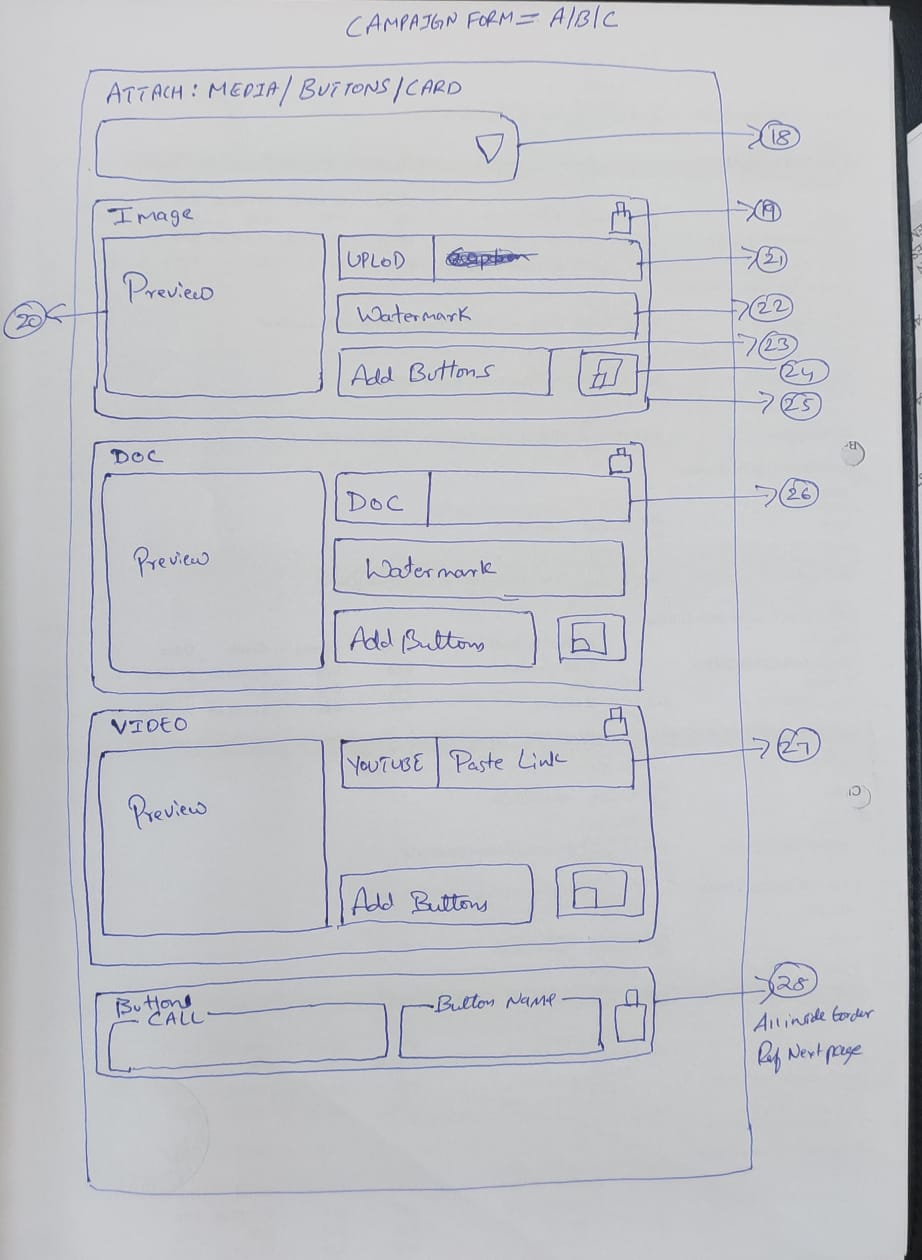 CAMPAIGN FORM = A/B/C
ATTACH : MEDIA/BUTTONS/CARD
18
Image
19
UPLOD
21
Preview
20
Watermark
22
23
Add Buttons
24
25
DOC
DOC
26
Preview
Watermark
Add Buttons
VIDEO
YOUTUBE Paste Link
27
Preview
Add Buttons
28
Buttons
CALL
Button Name
All inside border
Ref Next page